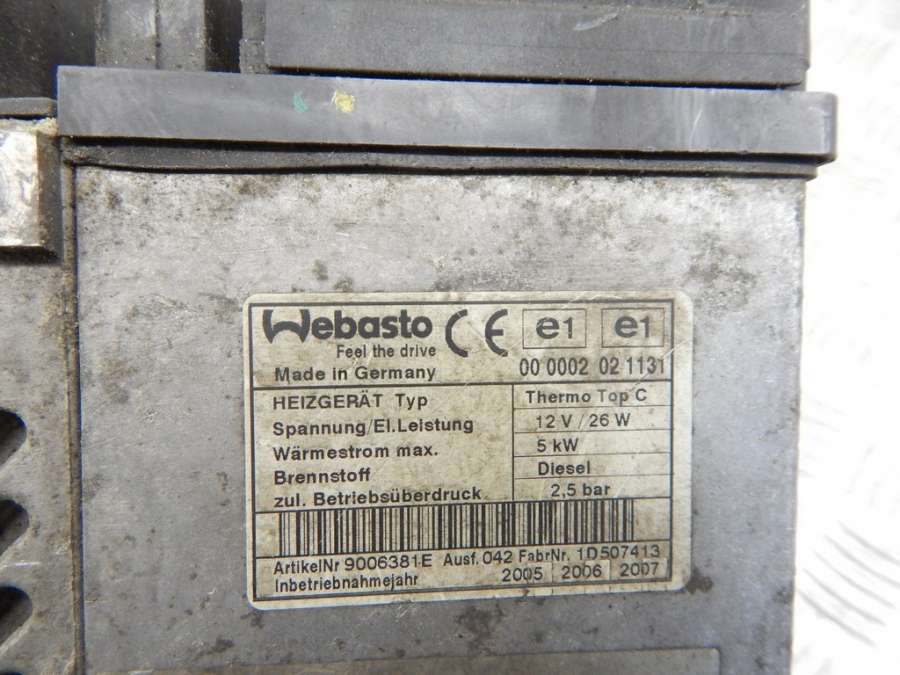 Webasto CE e1 e1
Feel the drive
Made in Germany 00 0002 02 1131
HEIZGERÄT Typ Thermo Top C
Spannung/El.Leistung 12 V / 26 W
Wärmestrom max. 5 kW
Brennstoff Diesel
zul. Betriebsüberdruck 2,5 bar
ArtikelNr 9006381E Ausf. 042 FabrNr. 1D507413
Inbetriebnahmejahr 2005 2006 2007